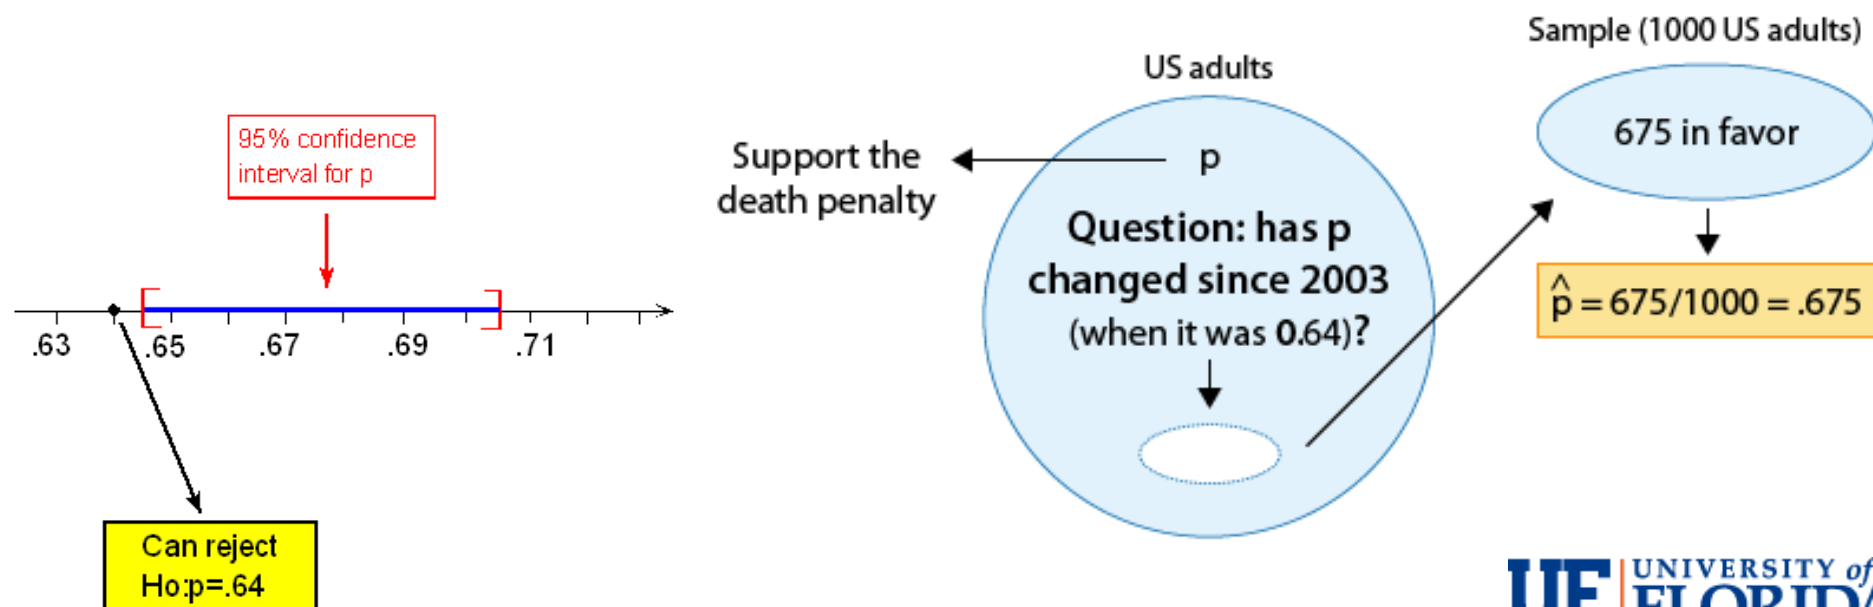 95% confidence
interval for p
.63 .65 .67 .69 .71
Can reject
Ho:p=.64
US adults
Support the
death penalty
p
Question: has p
changed since 2003
(when it was 0.64)?
Sample (1000 US adults)
675 in favor
p̂ = 675/1000 = .675
UF UNIVERSITY of
FLORIDA